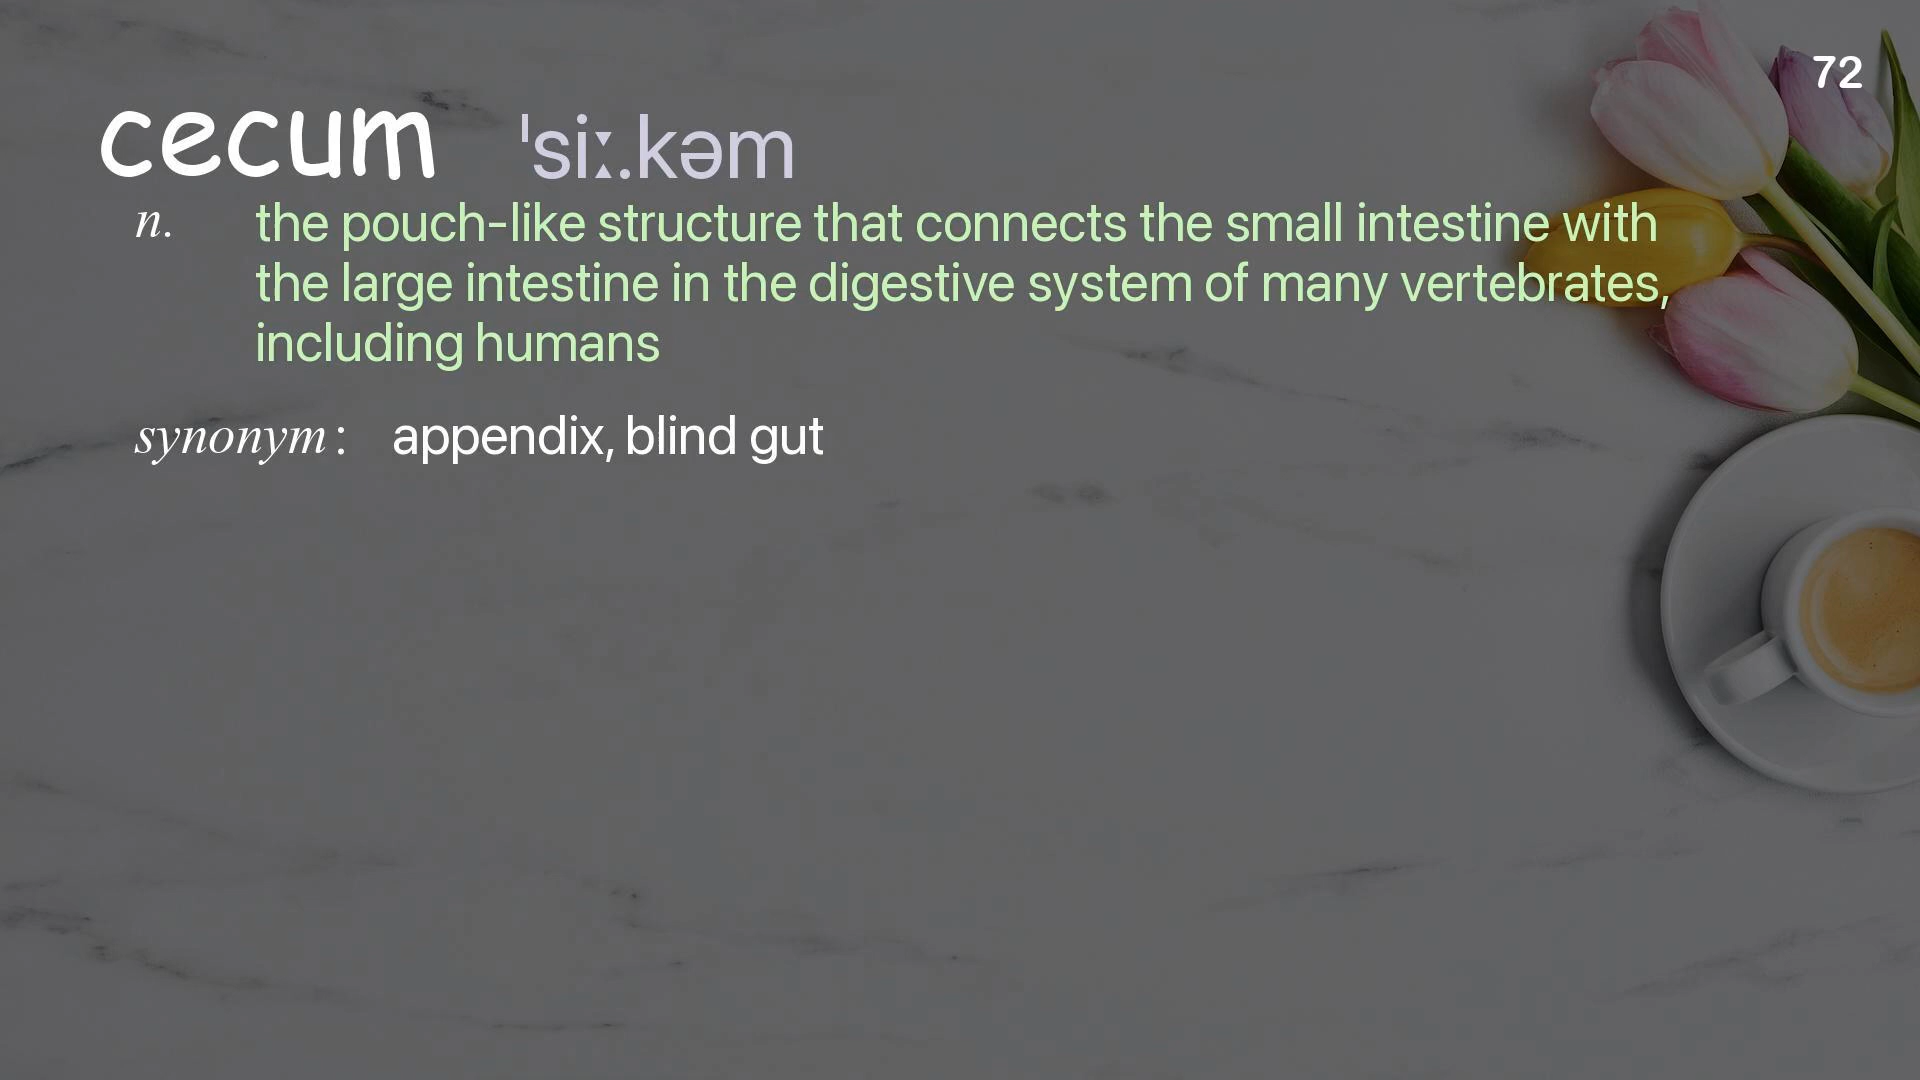 72
cecum ˈsiː.kəm
n. the pouch-like structure that connects the small intestine with
the large intestine in the digestive system of many vertebrates,
including humans
synonym: appendix, blind gut